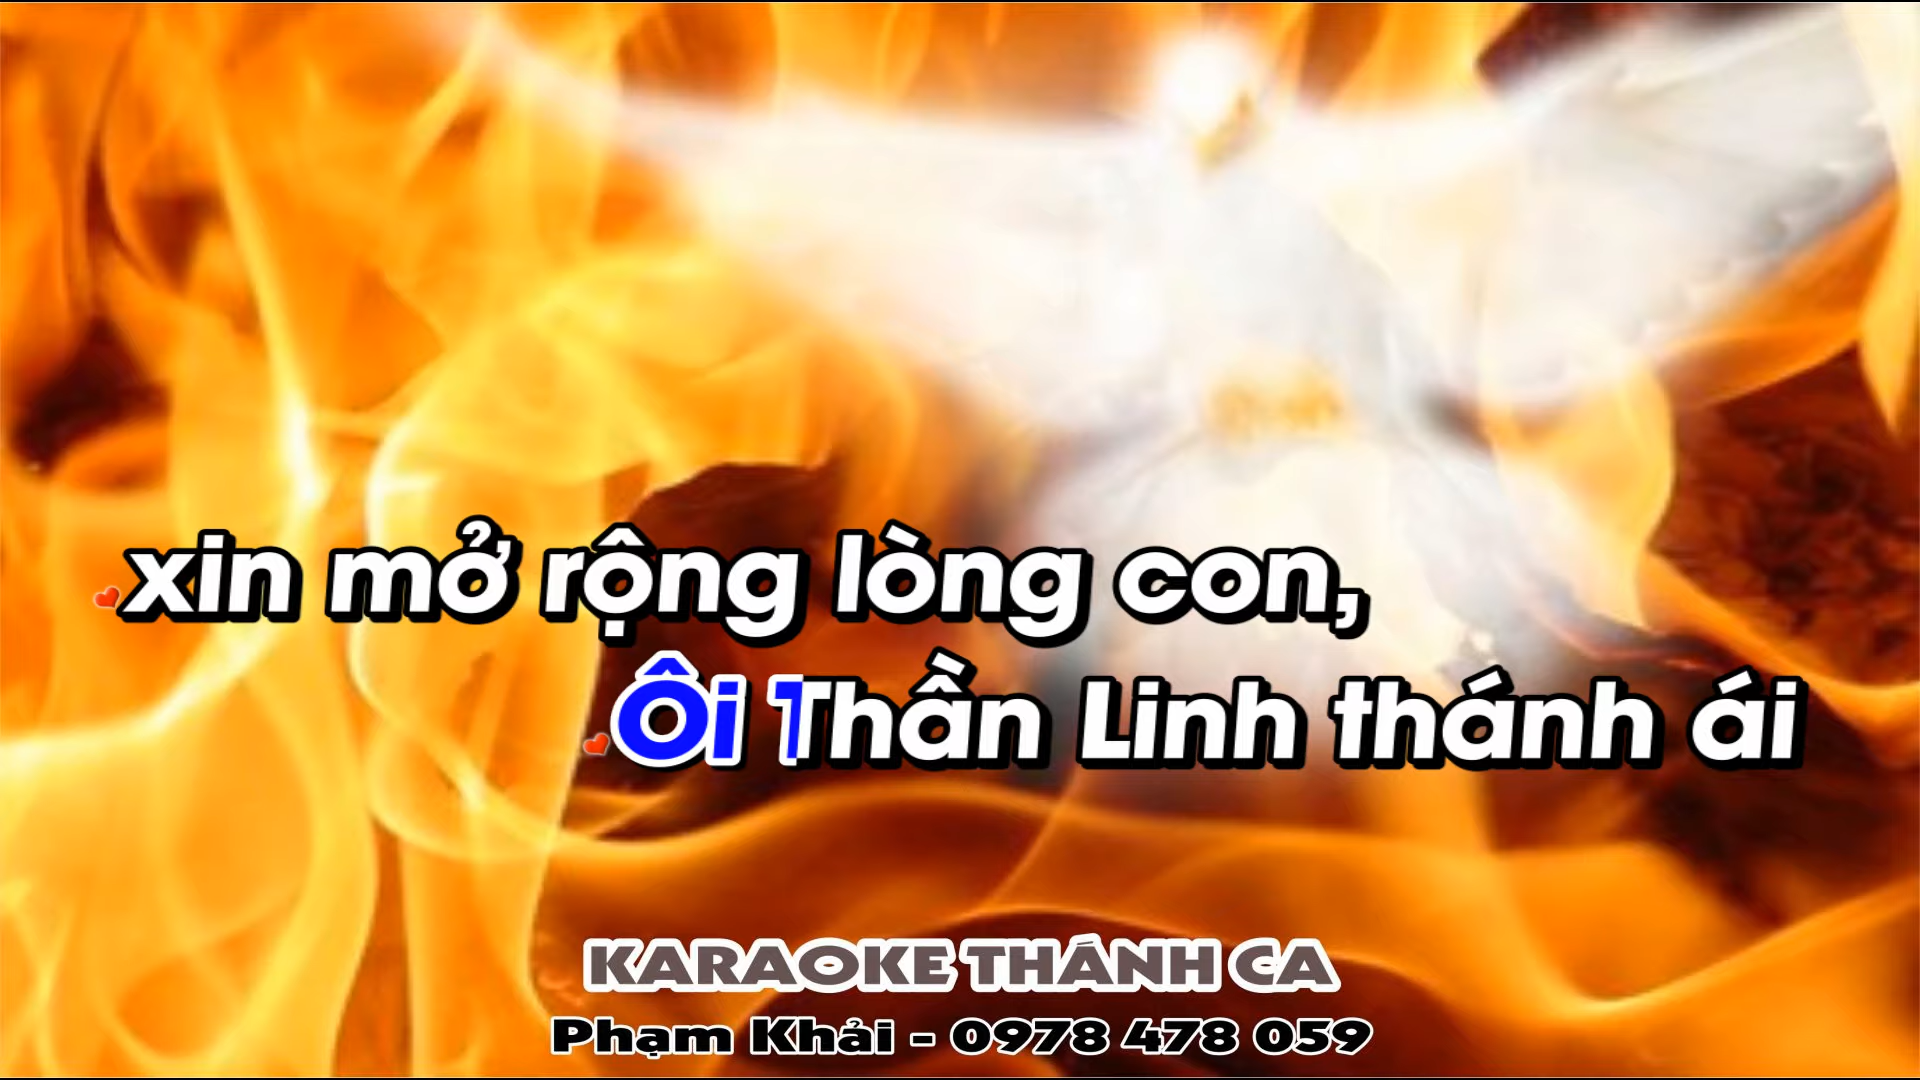 xin mở rộng lòng con,
Ôi Thần Linh thánh ái
KARAOKE THÁNH CA
Phạm Khải - 0978 478 059